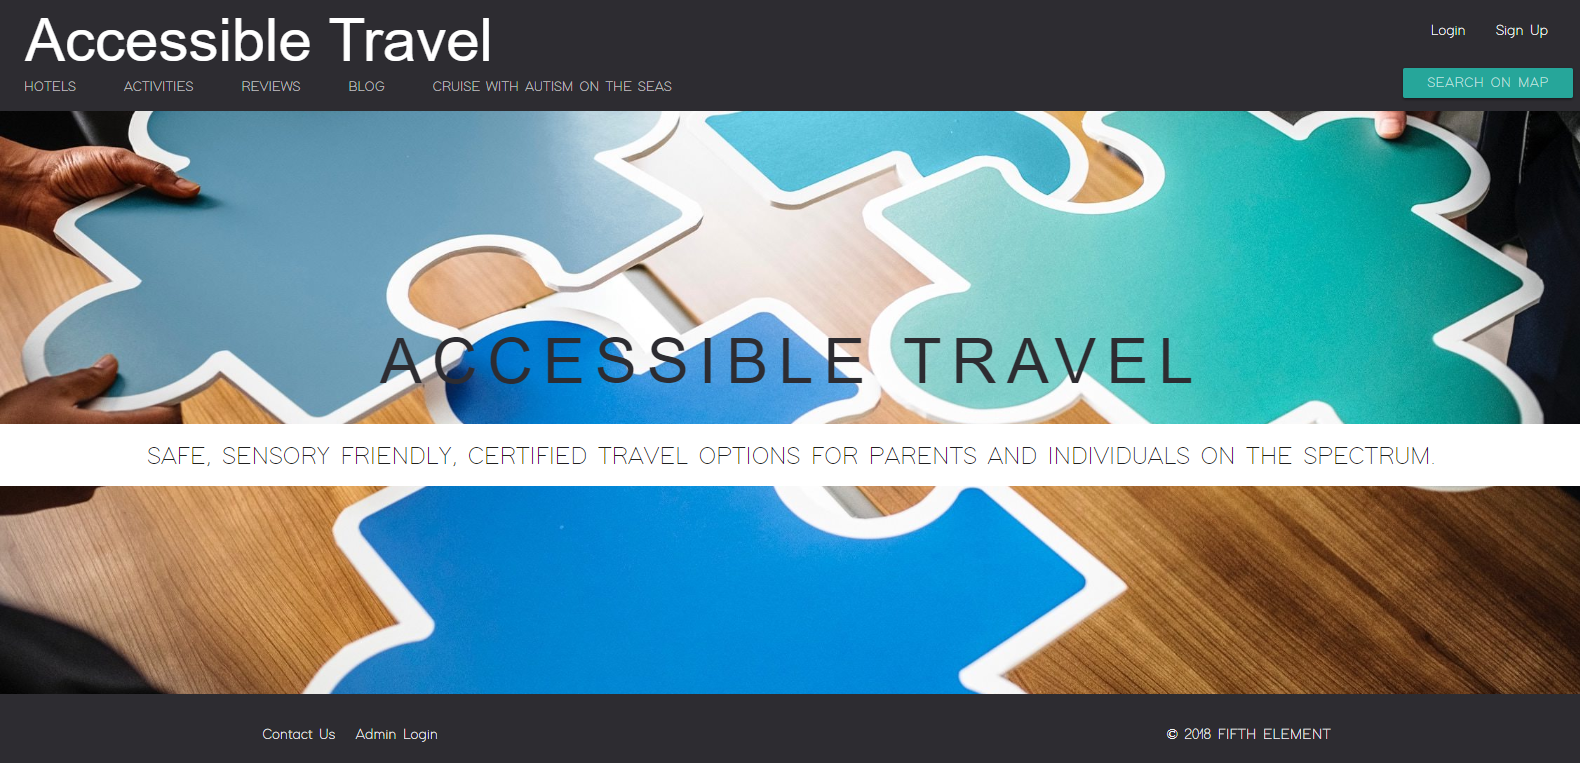 Accessible Travel
Login Sign Up
HOTELS ACTIVITIES REVIEWS BLOG CRUISE WITH AUTISM ON THE SEAS
SEARCH ON MAP
ACCESSIBLE TRAVEL
SAFE, SENSORY FRIENDLY, CERTIFIED TRAVEL OPTIONS FOR PARENTS AND INDIVIDUALS ON THE SPECTRUM.
Contact Us Admin Login
© 2018 FIFTH ELEMENT